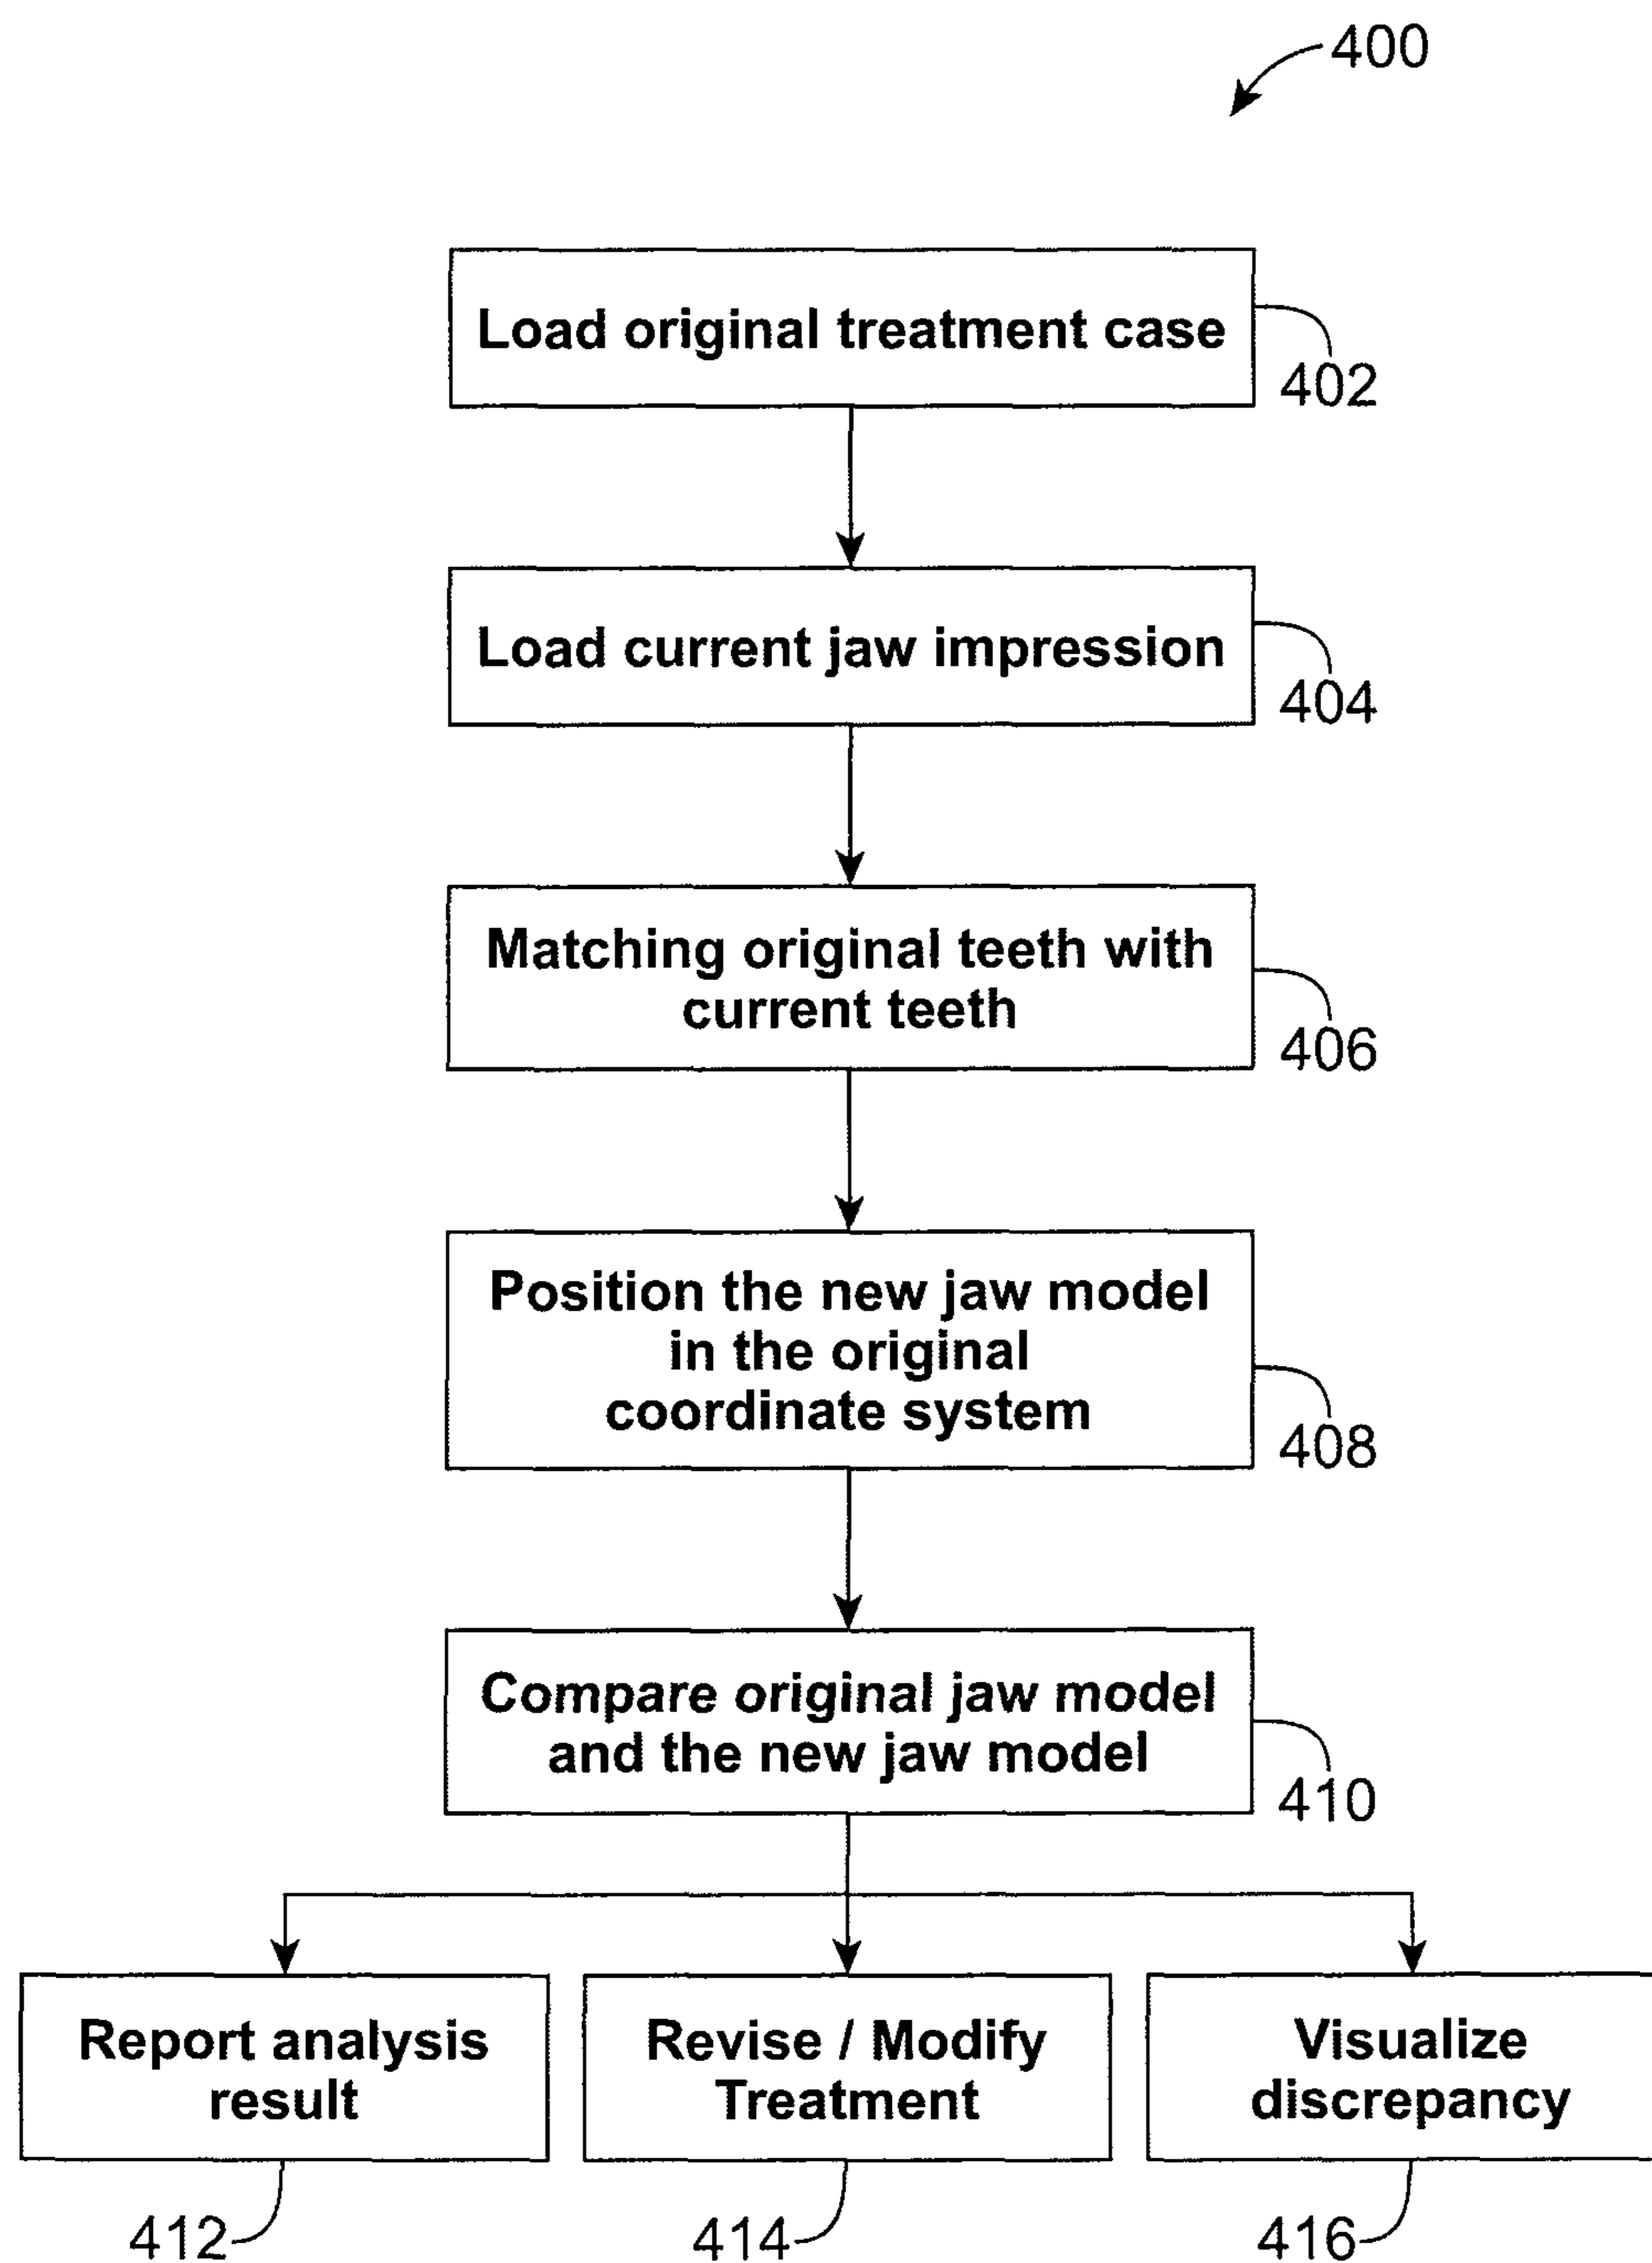 400
Load original treatment case
402
Load current jaw impression
404
Matching original teeth with
current teeth
406
Position the new jaw model
in the original
coordinate system
408
Compare original jaw model
and the new jaw model
410
Report analysis
result
412
Revise / Modify
Treatment
414
Visualize
discrepancy
416